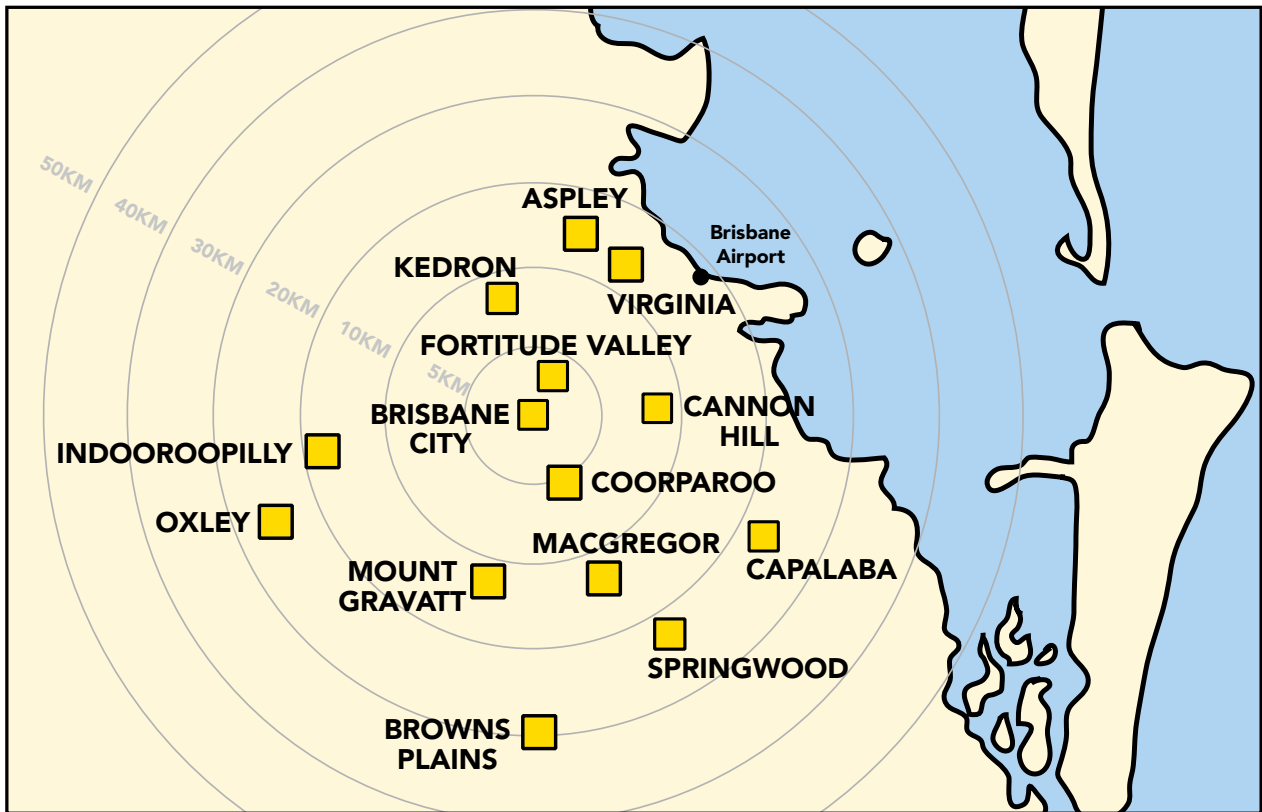 50KM
40KM
30KM
20KM
10KM
5KM
ASPLEY
Brisbane
Airport
KEDRON
VIRGINIA
FORTITUDE VALLEY
BRISBANE
CITY
CANNON
HILL
INDOOROOPILLY
COORPAROO
OXLEY
MACGREGOR
MOUNT
GRAVATT
CAPALABA
SPRINGWOOD
BROWNS
PLAINS